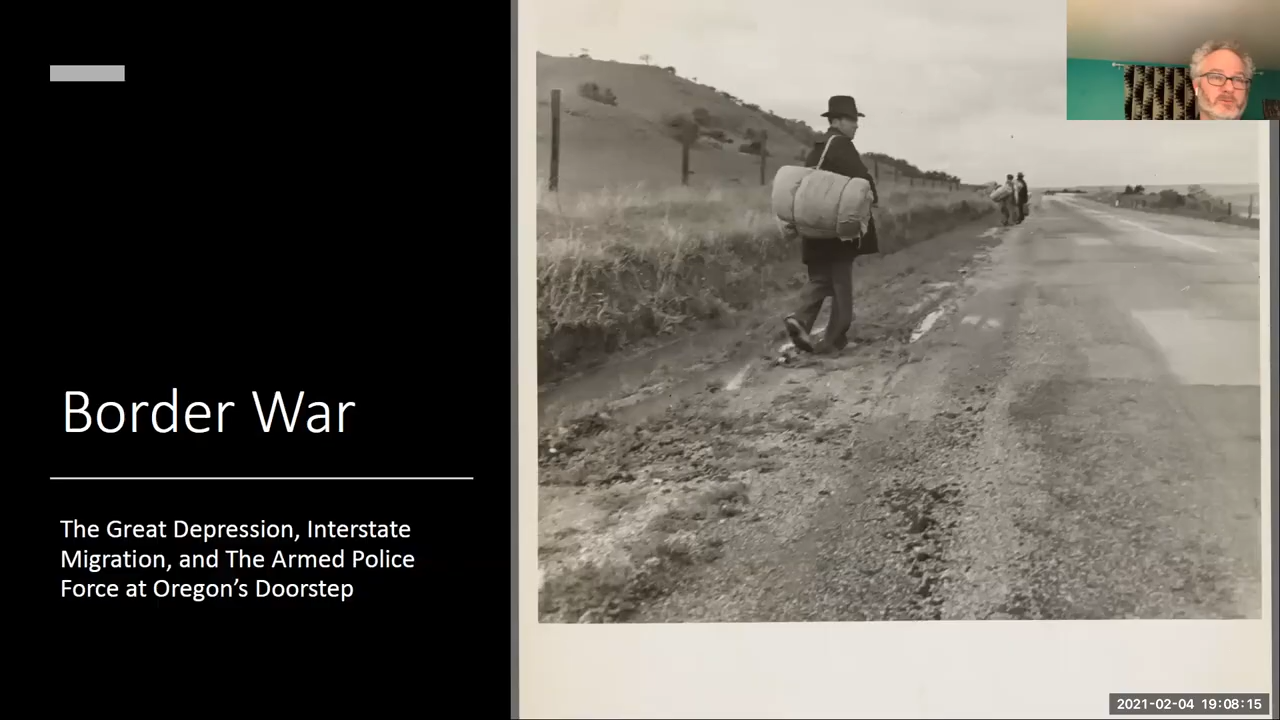 Border War
The Great Depression, Interstate
Migration, and The Armed Police
Force at Oregon’s Doorstep
2021-02-04 19:08:15